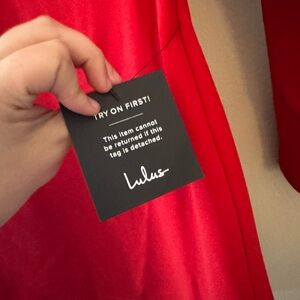 TRY ON FIRST!
This item cannot
be returned if this
tag is detached.
Lulus